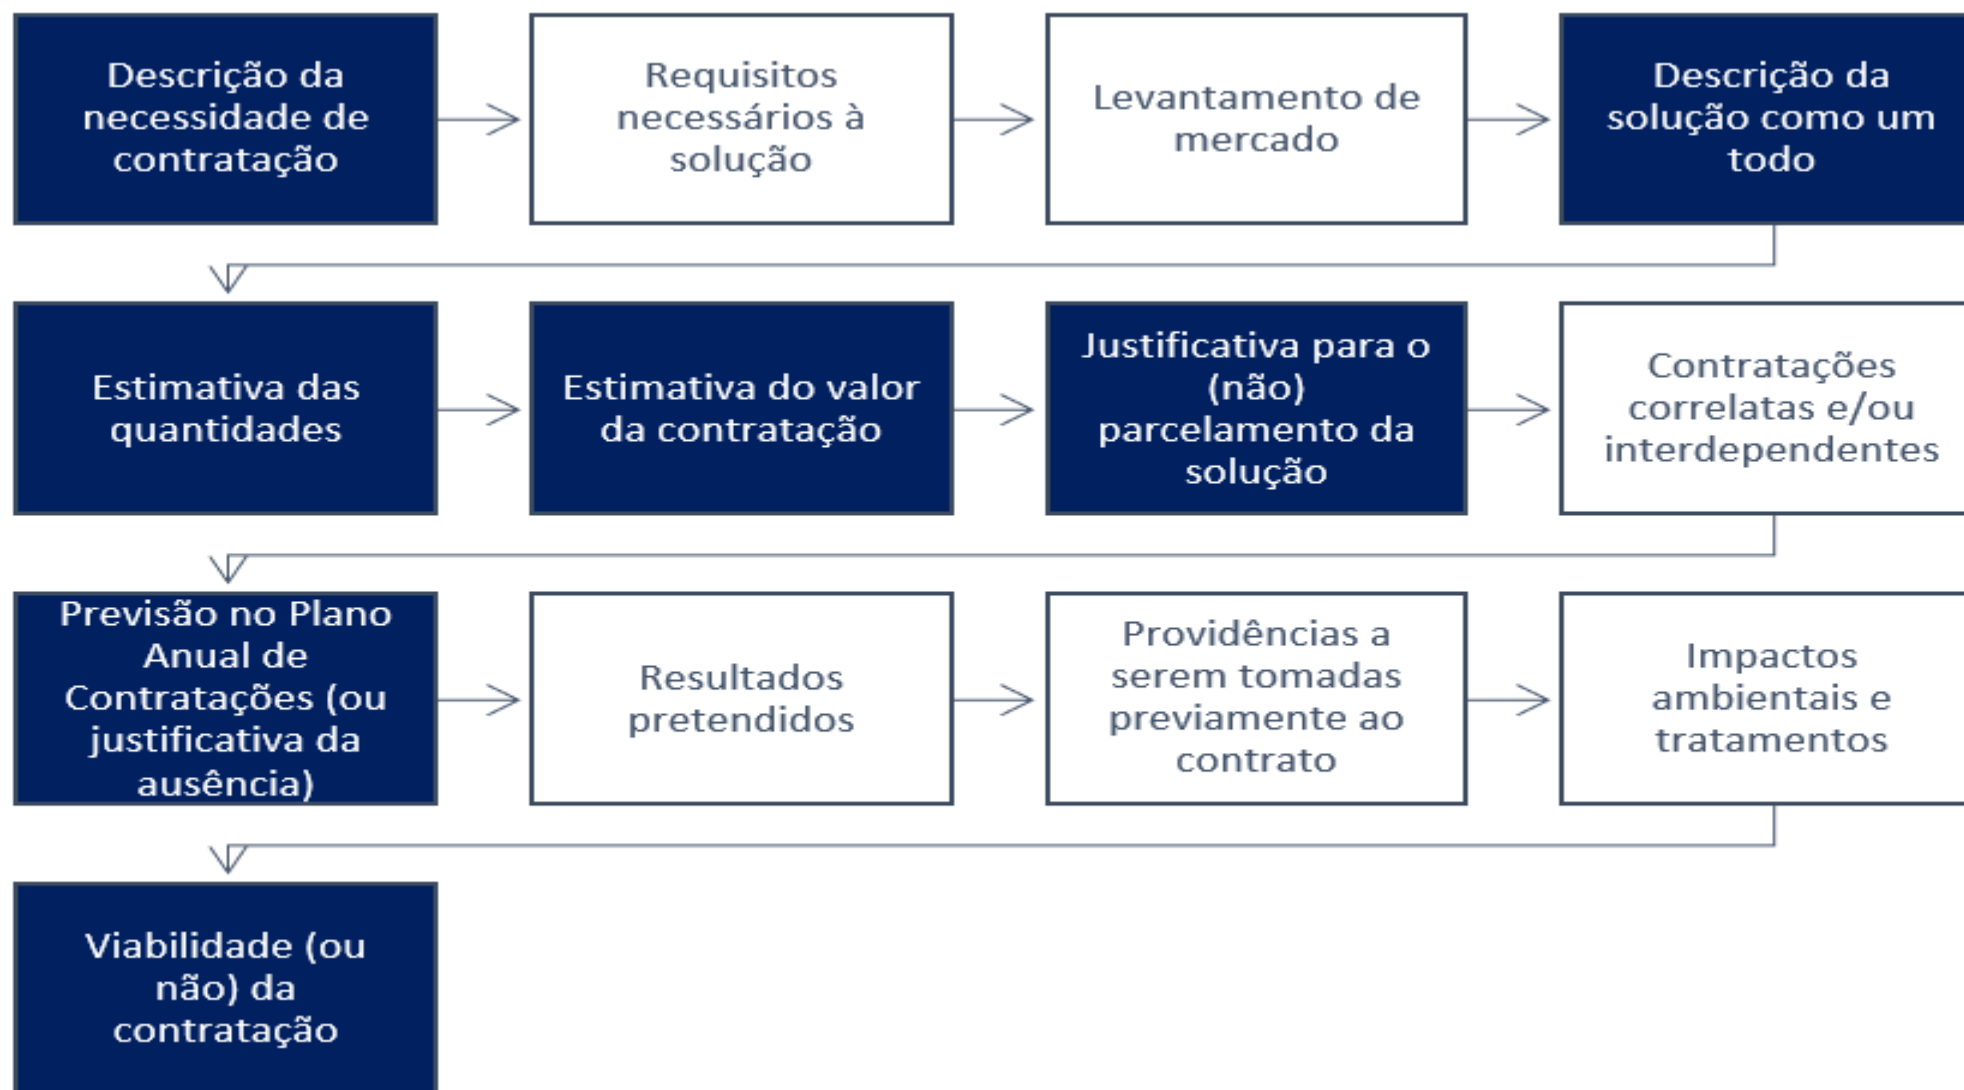 Descrição da
necessidade de
contratação
Requisitos
necessários à
solução
Levantamento de
mercado
Descrição da
solução como um
todo
Estimativa das
quantidades
Estimativa do valor
da contratação
Justificativa para o
(não)
parcelamento da
solução
Contratações
correlatas e/ou
interdependentes
Previsão no Plano
Anual de
Contratações (ou
justificativa da
ausência)
Resultados
pretendidos
Providências a
serem tomadas
previamente ao
contrato
Impactos
ambientais e
tratamentos
Viabilidade (ou
não) da
contratação